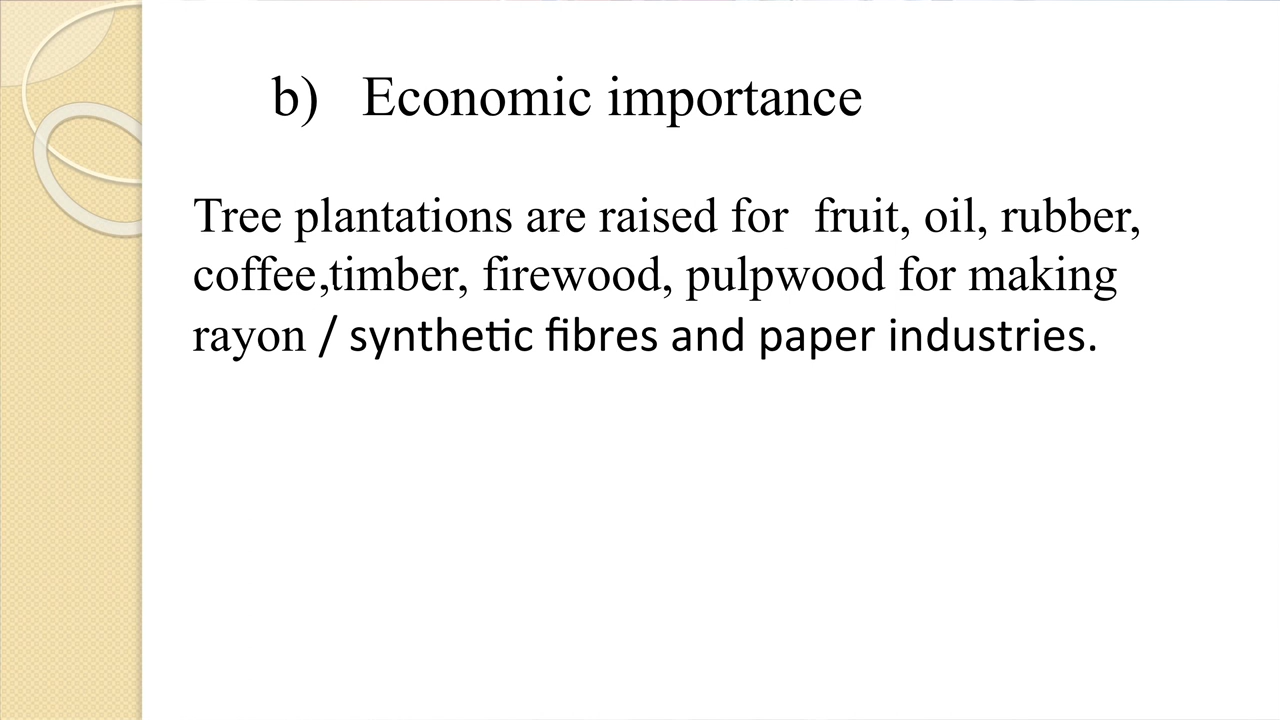 b) Economic importance
Tree plantations are raised for  fruit, oil, rubber,
coffee,timber, firewood, pulpwood for making
rayon / synthetic fibres and paper industries.